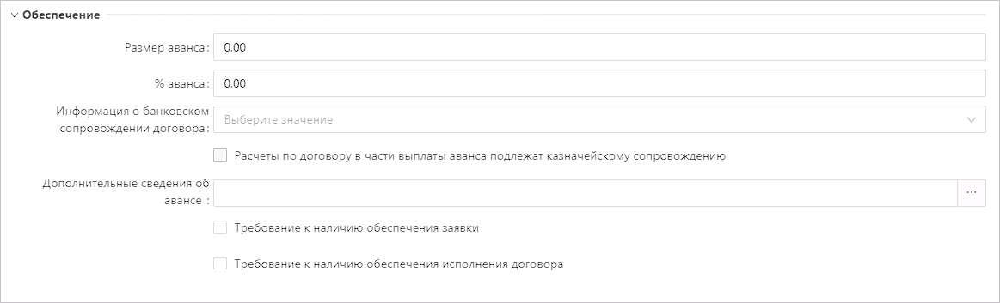 Обеспечение
Размер аванса:
0,00
% аванса:
0,00
Информация о банковском
сопровождении договора:
Выберите значение
Расчеты по договору в части выплаты аванса подлежат казначейскому сопровождению
Дополнительные сведения об
авансе :
...
Требование к наличию обеспечения заявки
Требование к наличию обеспечения исполнения договора